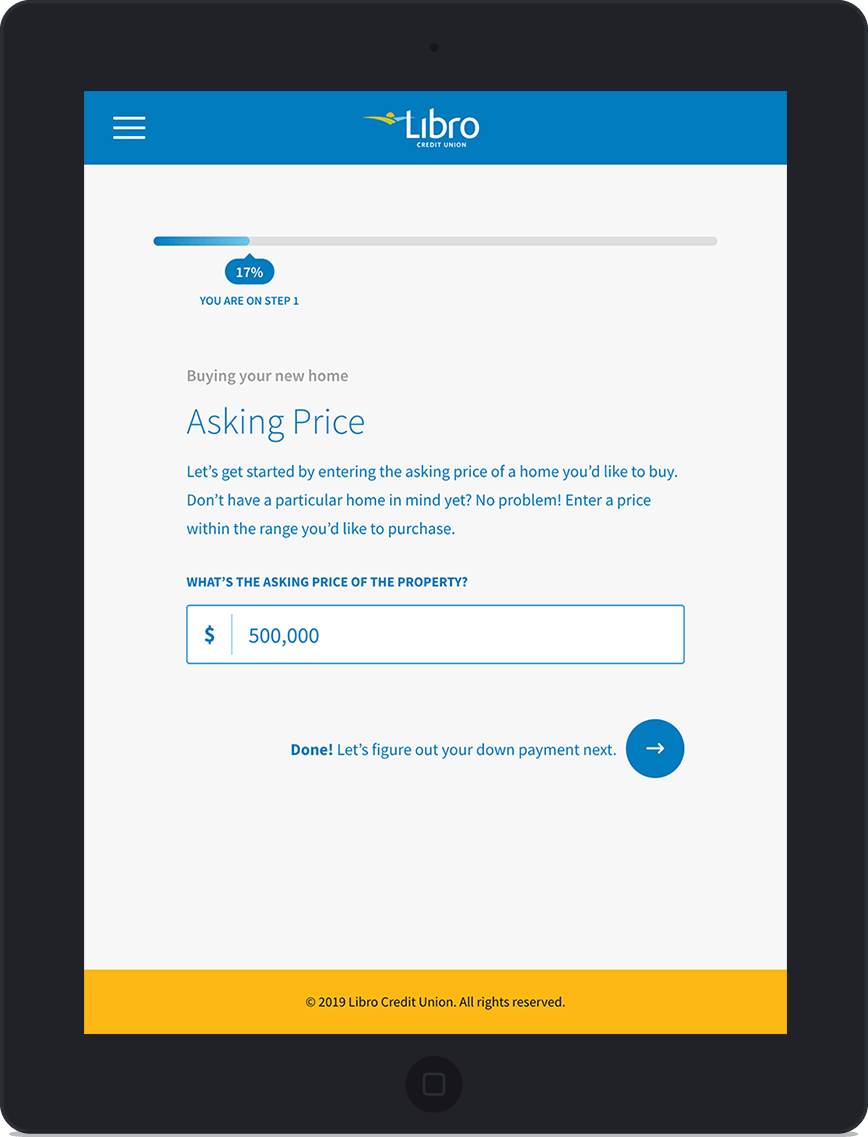 Libro
CREDIT UNION
17%
YOU ARE ON STEP 1
Buying your new home
Asking Price
Let’s get started by entering the asking price of a home you’d like to buy.
Don’t have a particular home in mind yet? No problem! Enter a price
within the range you’d like to purchase.
WHAT’S THE ASKING PRICE OF THE PROPERTY?
$ 500,000
Done! Let’s figure out your down payment next.
© 2019 Libro Credit Union. All rights reserved.